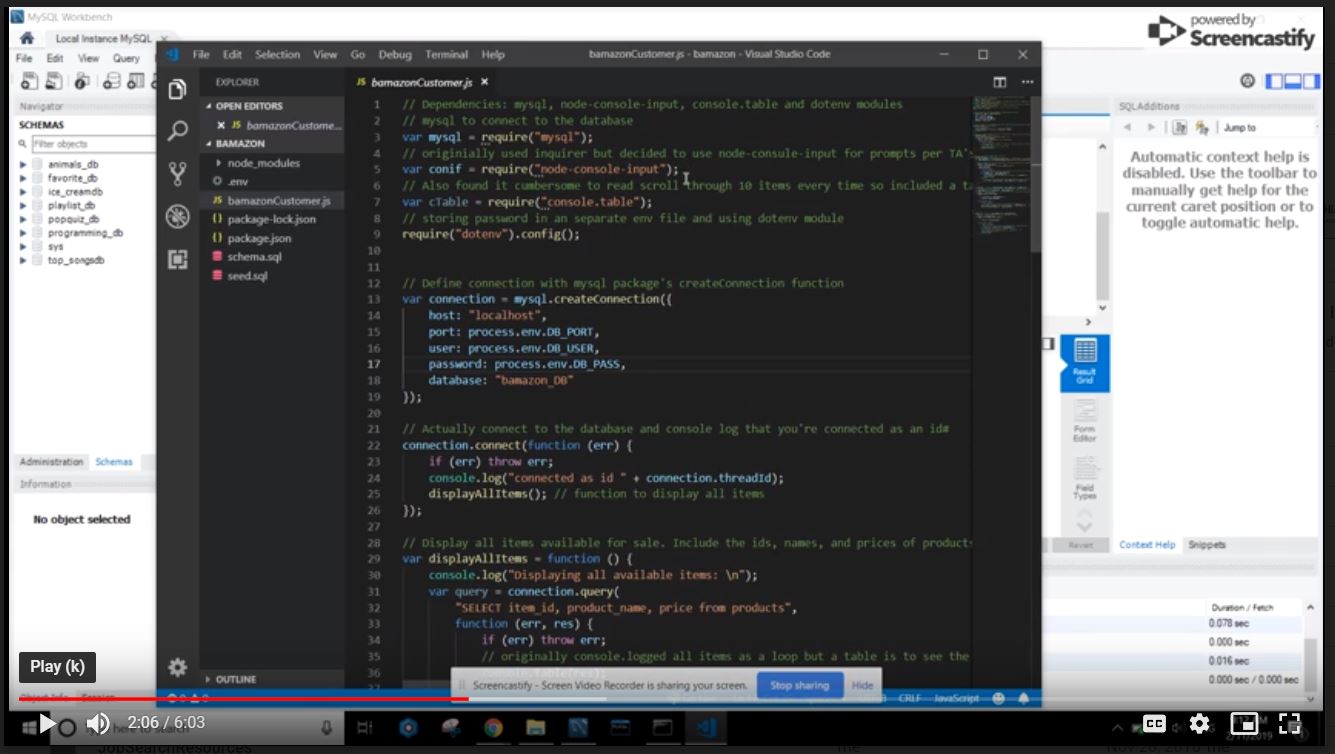 MySQL Workbench
powered by
Screencastify
Local Instance MySQL
File Edit View Query
Navigator
SCHEMAS
Filter objects
animals_db
favorite_db
ice_creamdb
playlist_db
popquiz_db
programming_db
sys
top_songsdb
Administration Schemas
Information
No object selected
File Edit Selection View Go Debug Terminal Help
bamazonCustomer.js - bamazon - Visual Studio Code
EXPLORER
OPEN EDITORS
JS bamazonCustome...
BAMAZON
node_modules
.env
bamazonCustomer.js
package-lock.json
package.json
schema.sql
seed.sql
OUTLINE
JS bamazonCustomer.js
1 // Dependencies: mysql, node-console-input, console.table and dotenv modules
2 // mysql to connect to the database
3 var mysql = require("mysql");
4 // originially used inquirer but decided to use node-consule-input for prompts per TA'
5 var conif = require("node-console-input");
6 // Also found it cumbersome to read scroll through 10 items every time so included a ta
7 var cTable = require("console.table");
8 // storing password in an separate env file and using dotenv module
9 require("dotenv").config();
10
11
12 // Define connection with mysql package's createConnection function
13 var connection = mysql.createConnection({
14 host: "localhost",
15 port: process.env.DB_PORT,
16 user: process.env.DB_USER,
17 password: process.env.DB_PASS,
18 database: "bamazon_DB"
19 });
20
21 // Actually connect to the database and console log that you're connected as an id#
22 connection.connect(function (err) {
23 if (err) throw err;
24 console.log("connected as id " + connection.threadId);
25 displayAllItems(); // function to display all items
26 });
27
28 // Display all items available for sale. Include the ids, names, and prices of products
29 var displayAllItems = function () {
30 console.log("Displaying all available items: \n");
31 var query = connection.query(
32 "SELECT item_id, product_name, price from products",
33 function (err, res) {
34 if (err) throw err;
35 // originally console.logged all items as a loop but a table is to see the
36 console.table(res);
SQLAdditions
Jump to
Automatic context help is
disabled. Use the toolbar to
manually get help for the
current caret position or to
toggle automatic help.
Result
Grid
Form
Editor
Field
Types
Revert
Context Help Snippets
Duration / Fetch
0.078 sec
0.000 sec
0.016 sec
0.000 sec / 0.000 sec
Play (k)
Screencastify - Screen Video Recorder is sharing your screen.
Stop sharing
Hide
CRLF JavaScript
Object Info Session
2:06 / 6:03
here to search
CC
2/11/2019
JobSearchResources